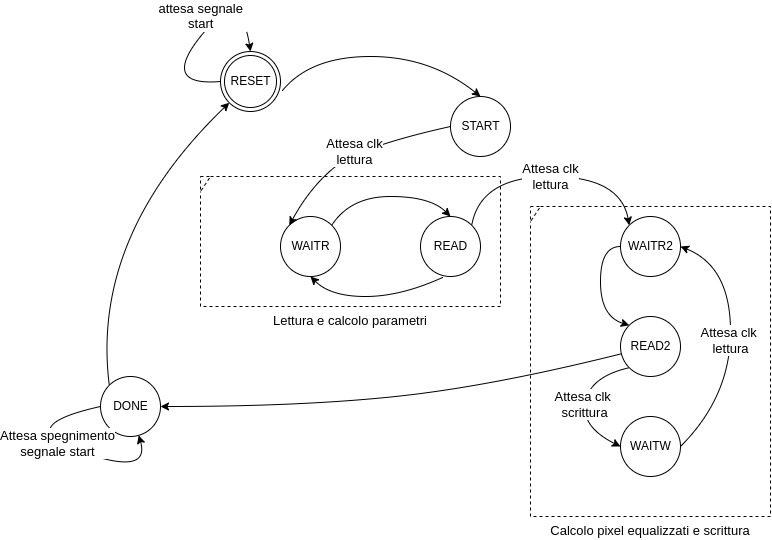 attesa segnale
start
RESET
START
Attesa clk
lettura
Attesa clk
lettura
WAITR
READ
WAITR2
Lettura e calcolo parametri
READ2
Attesa clk
lettura
Attesa clk
scrittura
DONE
Attesa spegnimento
segnale start
WAITW
Calcolo pixel equalizzati e scrittura